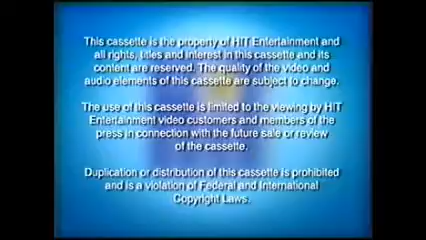 This cassette is the property of HIT Entertainment and
all rights, titles and interest in this cassette and its
content are reserved. The quality of the video and
audio elements of this cassette are subject to change.
The use of this cassette is limited to the viewing by HIT
Entertainment video customers and members of the
press in connection with the future sale or review
of the cassette.
Duplication or distribution of this cassette is prohibited
and is a violation of Federal and International
Copyright Laws.